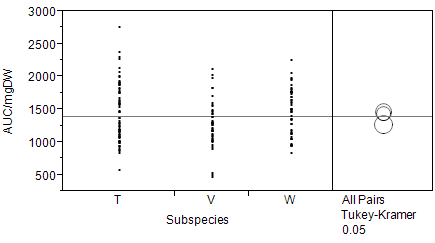 3000
2500
2000
1500
1000
500
AUC/mgDW
T V W
Subspecies
All Pairs
Tukey-Kramer
0.05